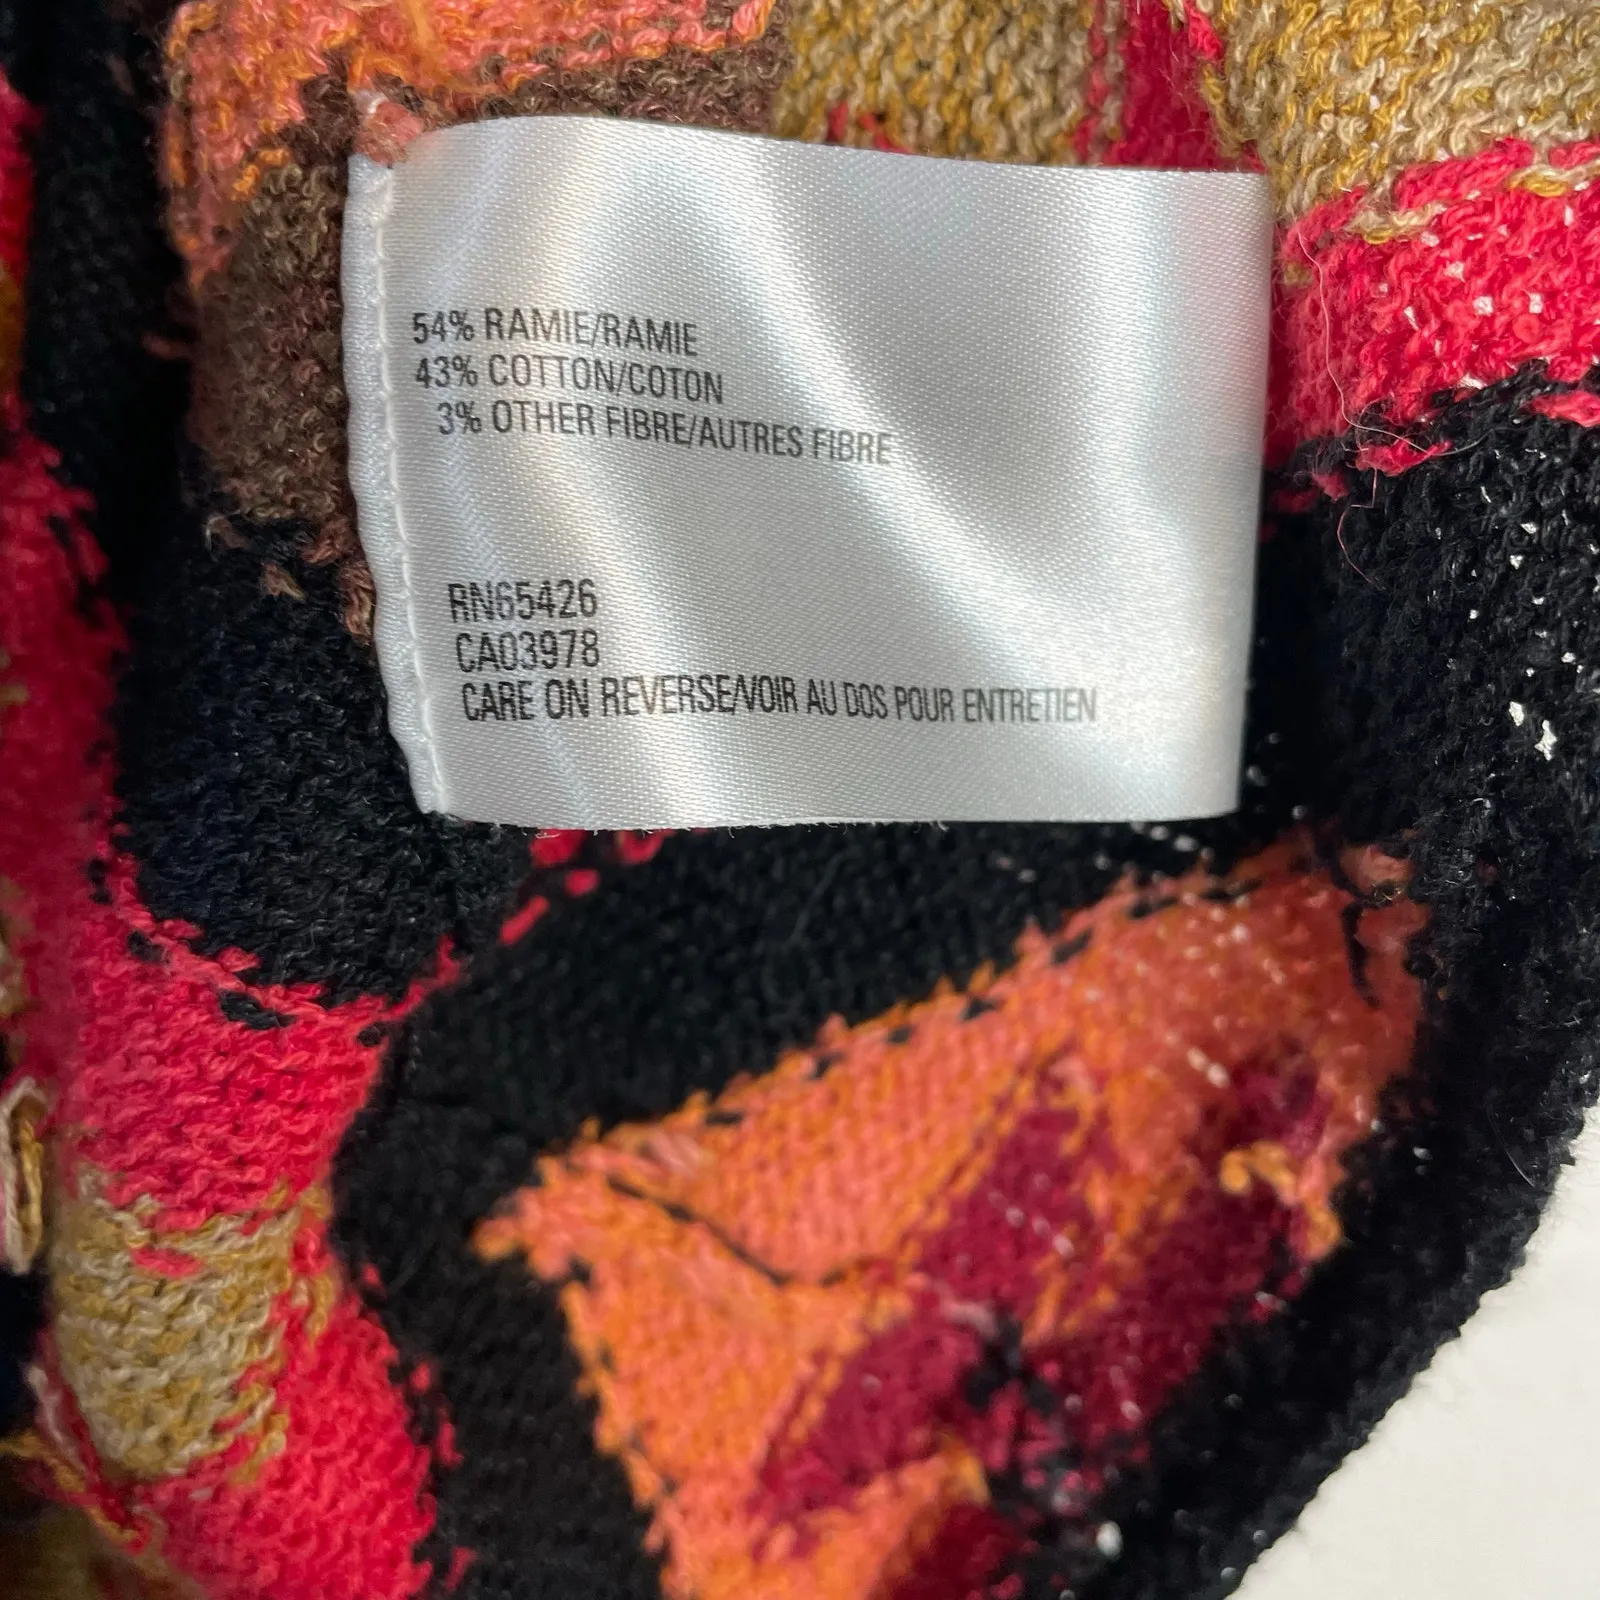 54% RAMIE/RAMIE
43% COTTON/COTON
3% OTHER FIBRE/AUTRES FIBRE
RN65426
CA03978
CARE ON REVERSE/VOIR AU DOS POUR ENTRETIEN